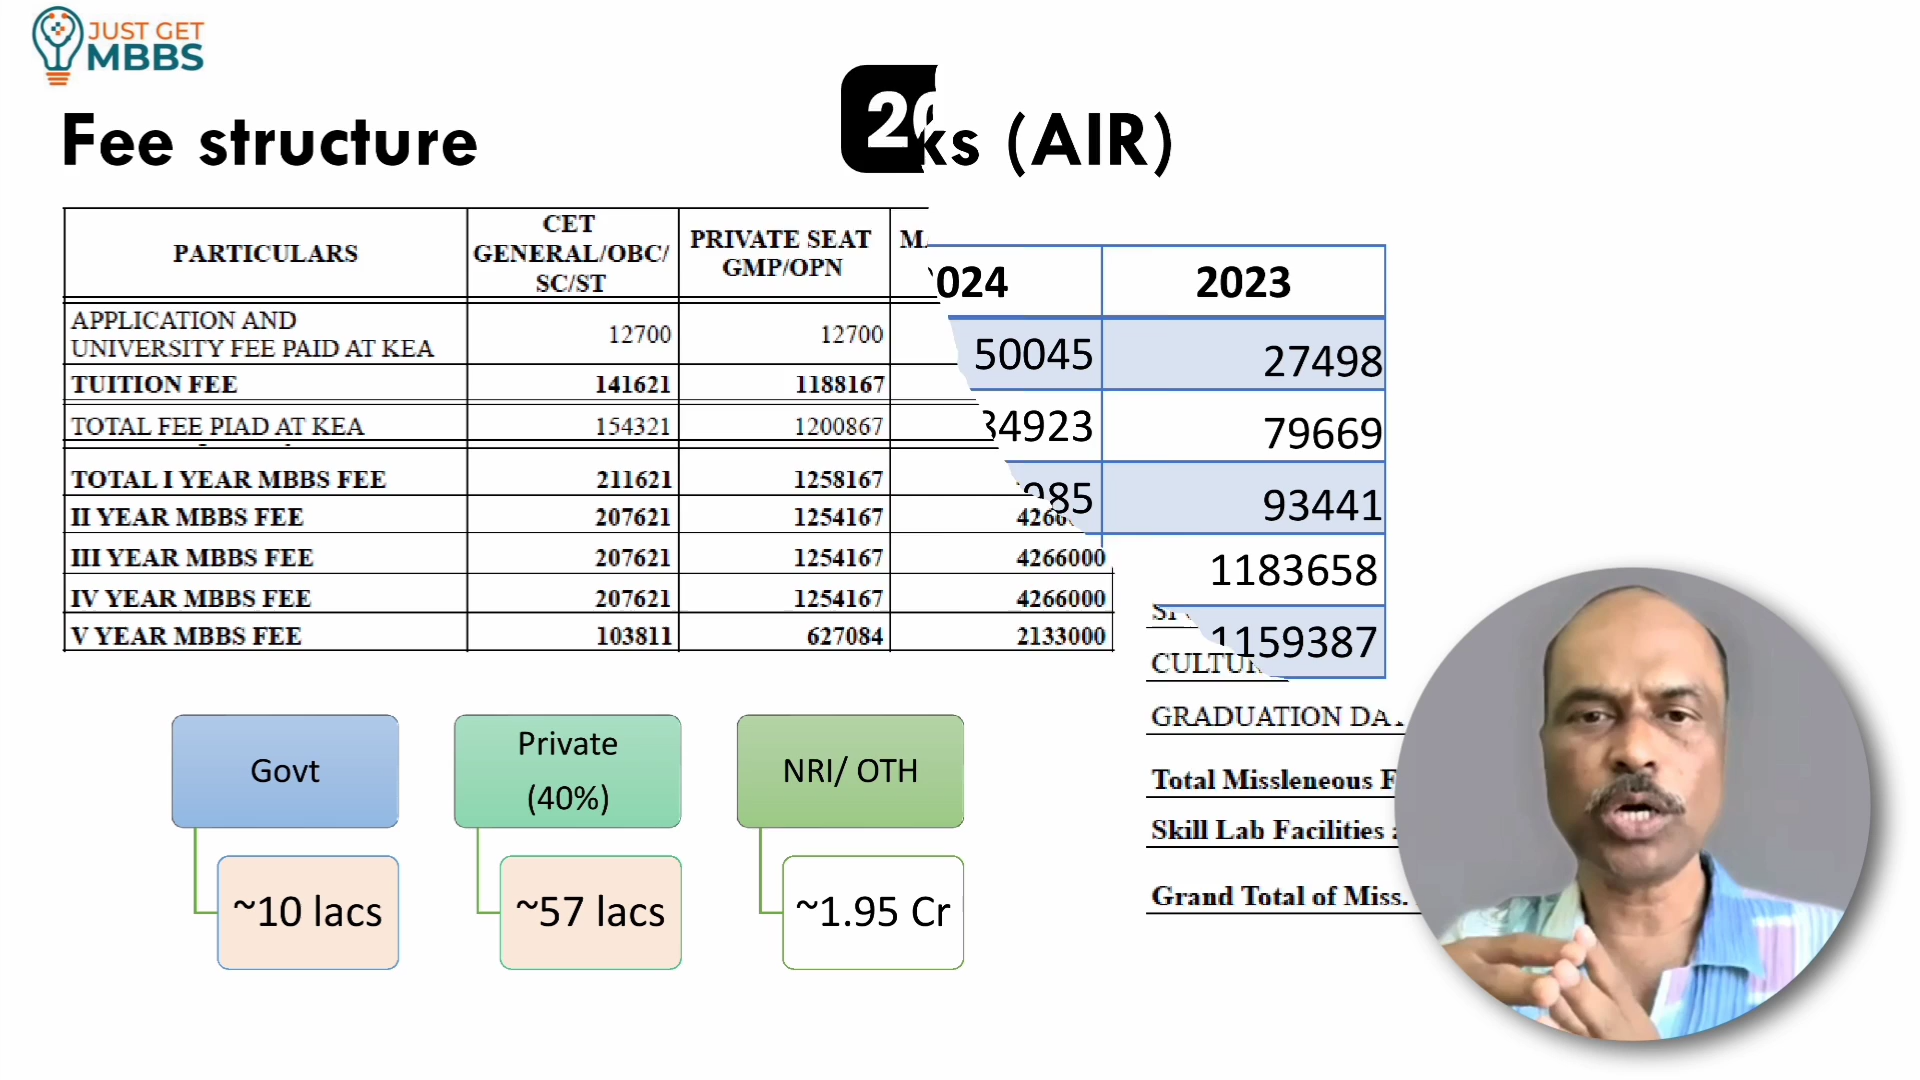 JUST GET
MBBS
Fee structure
(AIR)
PARTICULARS
CET
GENERAL/OBC/
SC/ST
PRIVATE SEAT
GMP/OPN
APPLICATION AND
UNIVERSITY FEE PAID AT KEA
12700
12700
TUITION FEE
141621
1188167
TOTAL FEE PIAD AT KEA
154321
1200867
TOTAL I YEAR MBBS FEE
211621
1258167
II YEAR MBBS FEE
207621
1254167
III YEAR MBBS FEE
207621
1254167
4266000
IV YEAR MBBS FEE
207621
1254167
4266000
V YEAR MBBS FEE
103811
627084
2133000
2023
50045
27498
79669
93441
1183658
1159387
GRADUATION
Total Missleneous
Skill Lab Facilities
Grand Total of Miss.
Govt
Private
(40%)
NRI/ OTH
~10 lacs
~57 lacs
~1.95 Cr